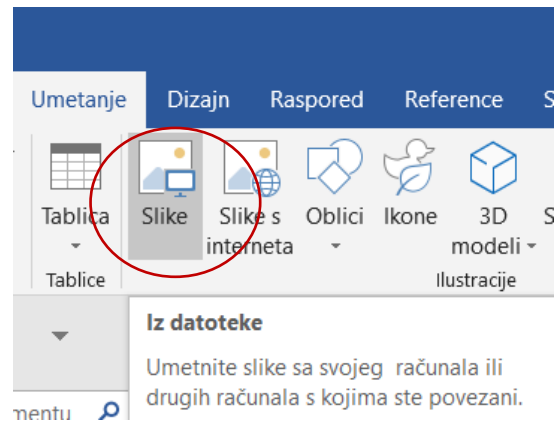 Umetanje Dizajn Raspored Reference S
Tablica Slike Slike s interneta Oblici Ikone 3D modeli S
Tablice Ilustracije
Iz datoteke
Umetnite slike sa svojeg računala ili
drugih računala s kojima ste povezani.
mentu